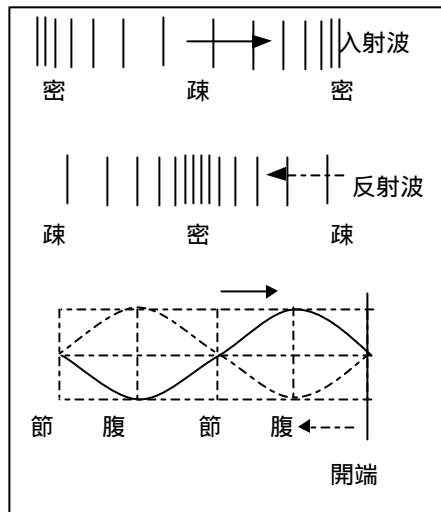 入射波
密 疎 密
反射波
疎 密 疎
節 腹 節 腹
開端